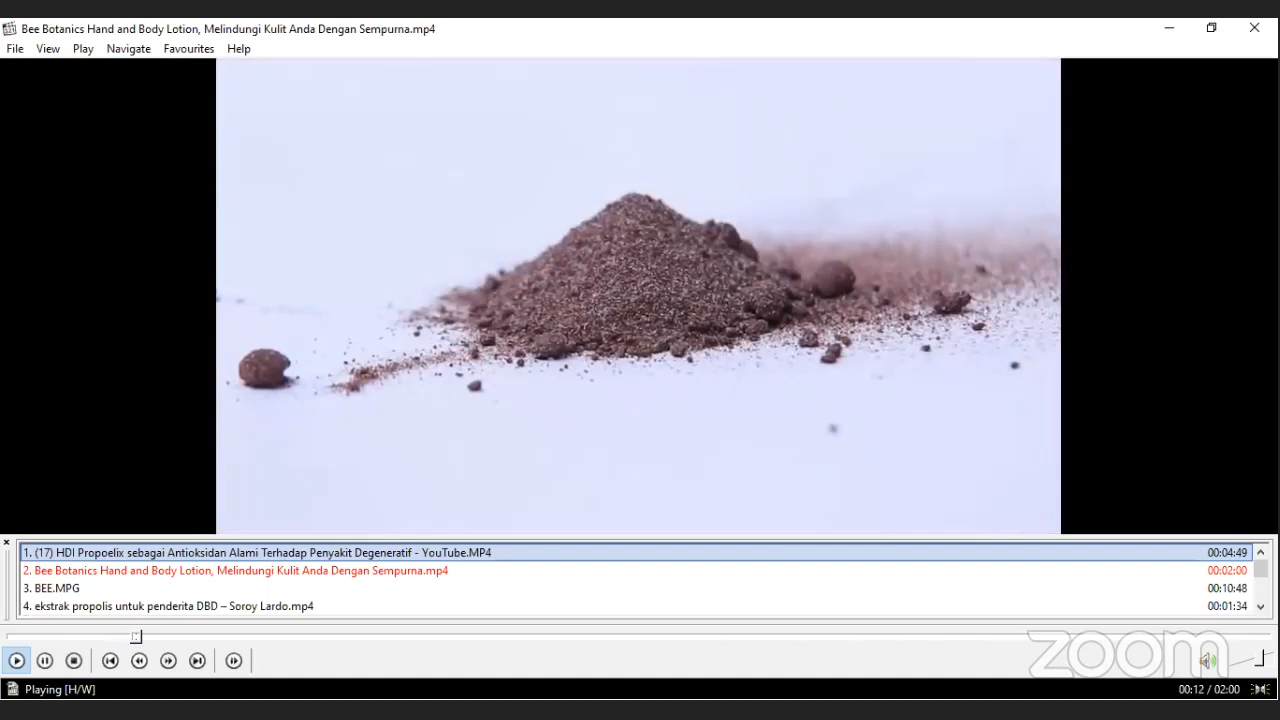 Bee Botanics Hand and Body Lotion, Melindungi Kulit Anda Dengan Sempurna.mp4
File View Play Navigate Favourites Help
1. (17) HDI Propoelix sebagai Antioksidan Alami Terhadap Penyakit Degeneratif - YouTube.MP4 00:04:49
2. Bee Botanics Hand and Body Lotion, Melindungi Kulit Anda Dengan Sempurna.mp4 00:02:00
3. BEE.MPG 00:10:48
4. ekstrak propolis untuk penderita DBD – Soroy Lardo.mp4 00:01:34
zoom
Playing [H/W] 00:12 / 02:00